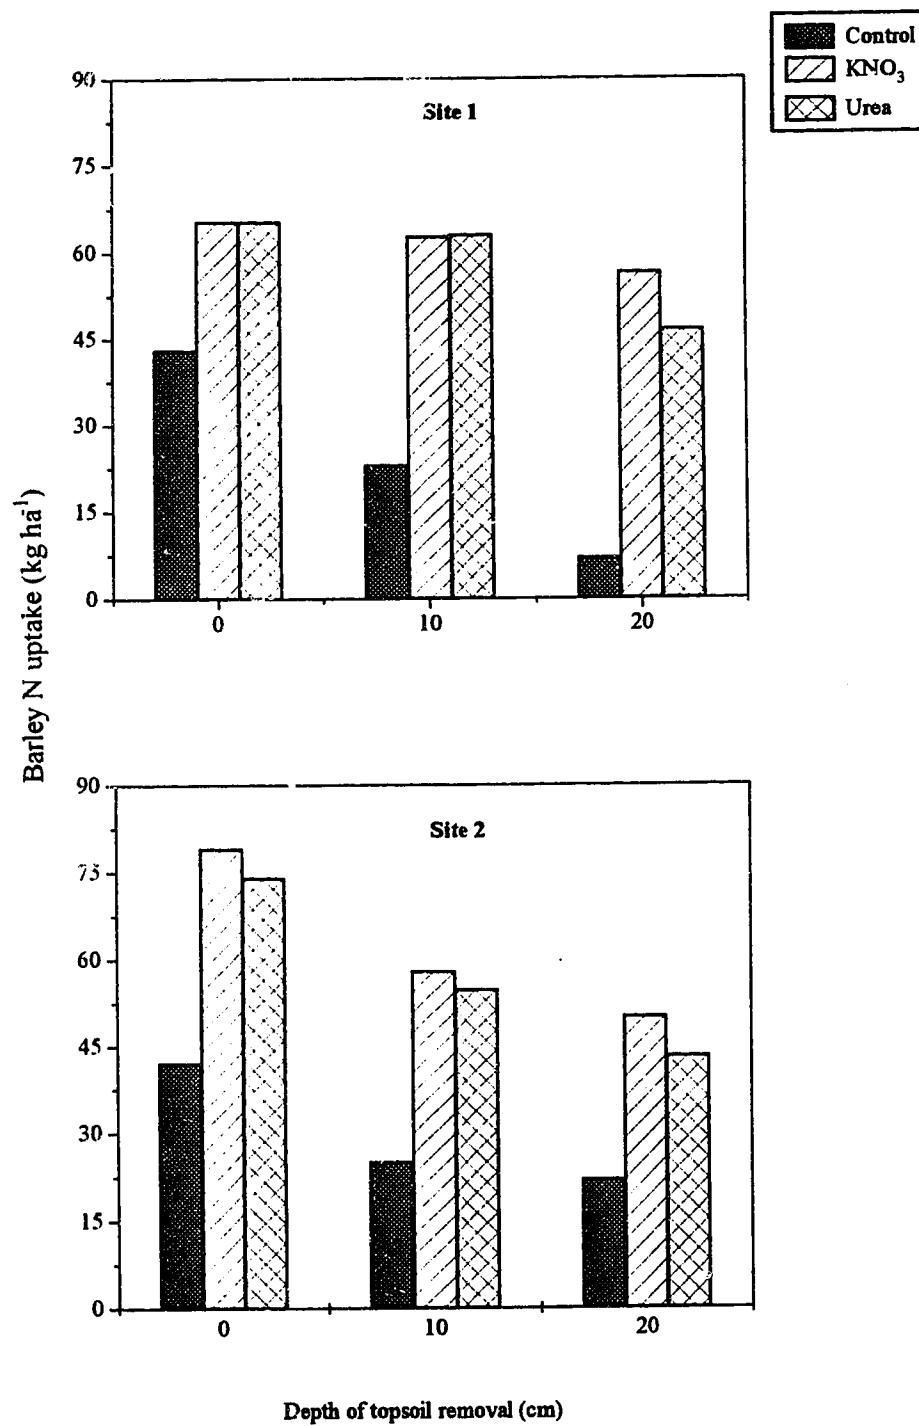 Control
KNO₃
Urea
Site 1
90
75
60
45
30
15
0
0 10 20
Barley N uptake (kg ha⁻¹)
Site 2
90
75
60
45
30
15
0
0 10 20
Depth of topsoil removal (cm)